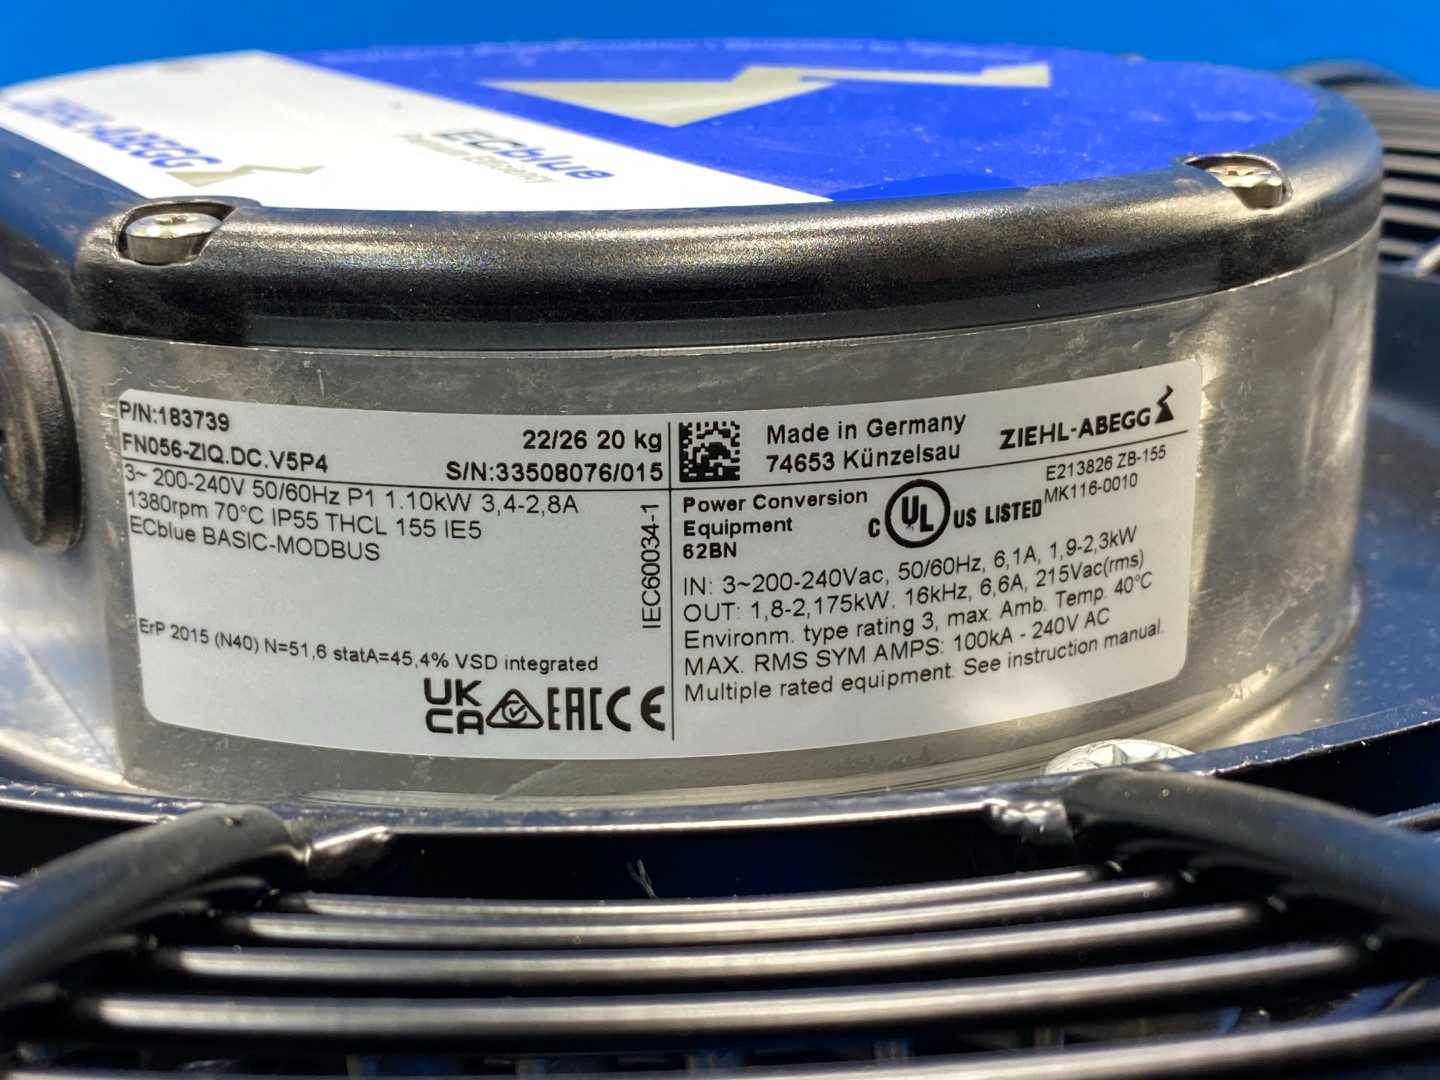 ZIEHL-ABEGG
ECblue
P/N:183739
FN056-ZIQ.DC.V5P4
22/26 20 kg
S/N:33508076/015
3~ 200-240V 50/60Hz P1 1.10kW 3,4-2,8A
1380rpm 70°C IP55 THCL 155 IE5
ECblue BASIC-MODBUS
IEC60034-1
ErP 2015 (N40) N=51,6 statA=45,4% VSD integrated
UK
CA
EAC CE
Made in Germany
74653 Künzelsau
ZIEHL-ABEGG
Power Conversion
Equipment
62BN
C UL US LISTED
E213826 ZB-155
MK116-0010
IN: 3~200-240Vac, 50/60Hz, 6,1A, 1,9-2,3kW
OUT: 1,8-2,175kW. 16kHz, 6,6A, 215Vac(rms)
Environm. type rating 3, max. Amb. Temp. 40°C
MAX. RMS SYM AMPS: 100kA - 240V AC
Multiple rated equipment. See instruction manual.